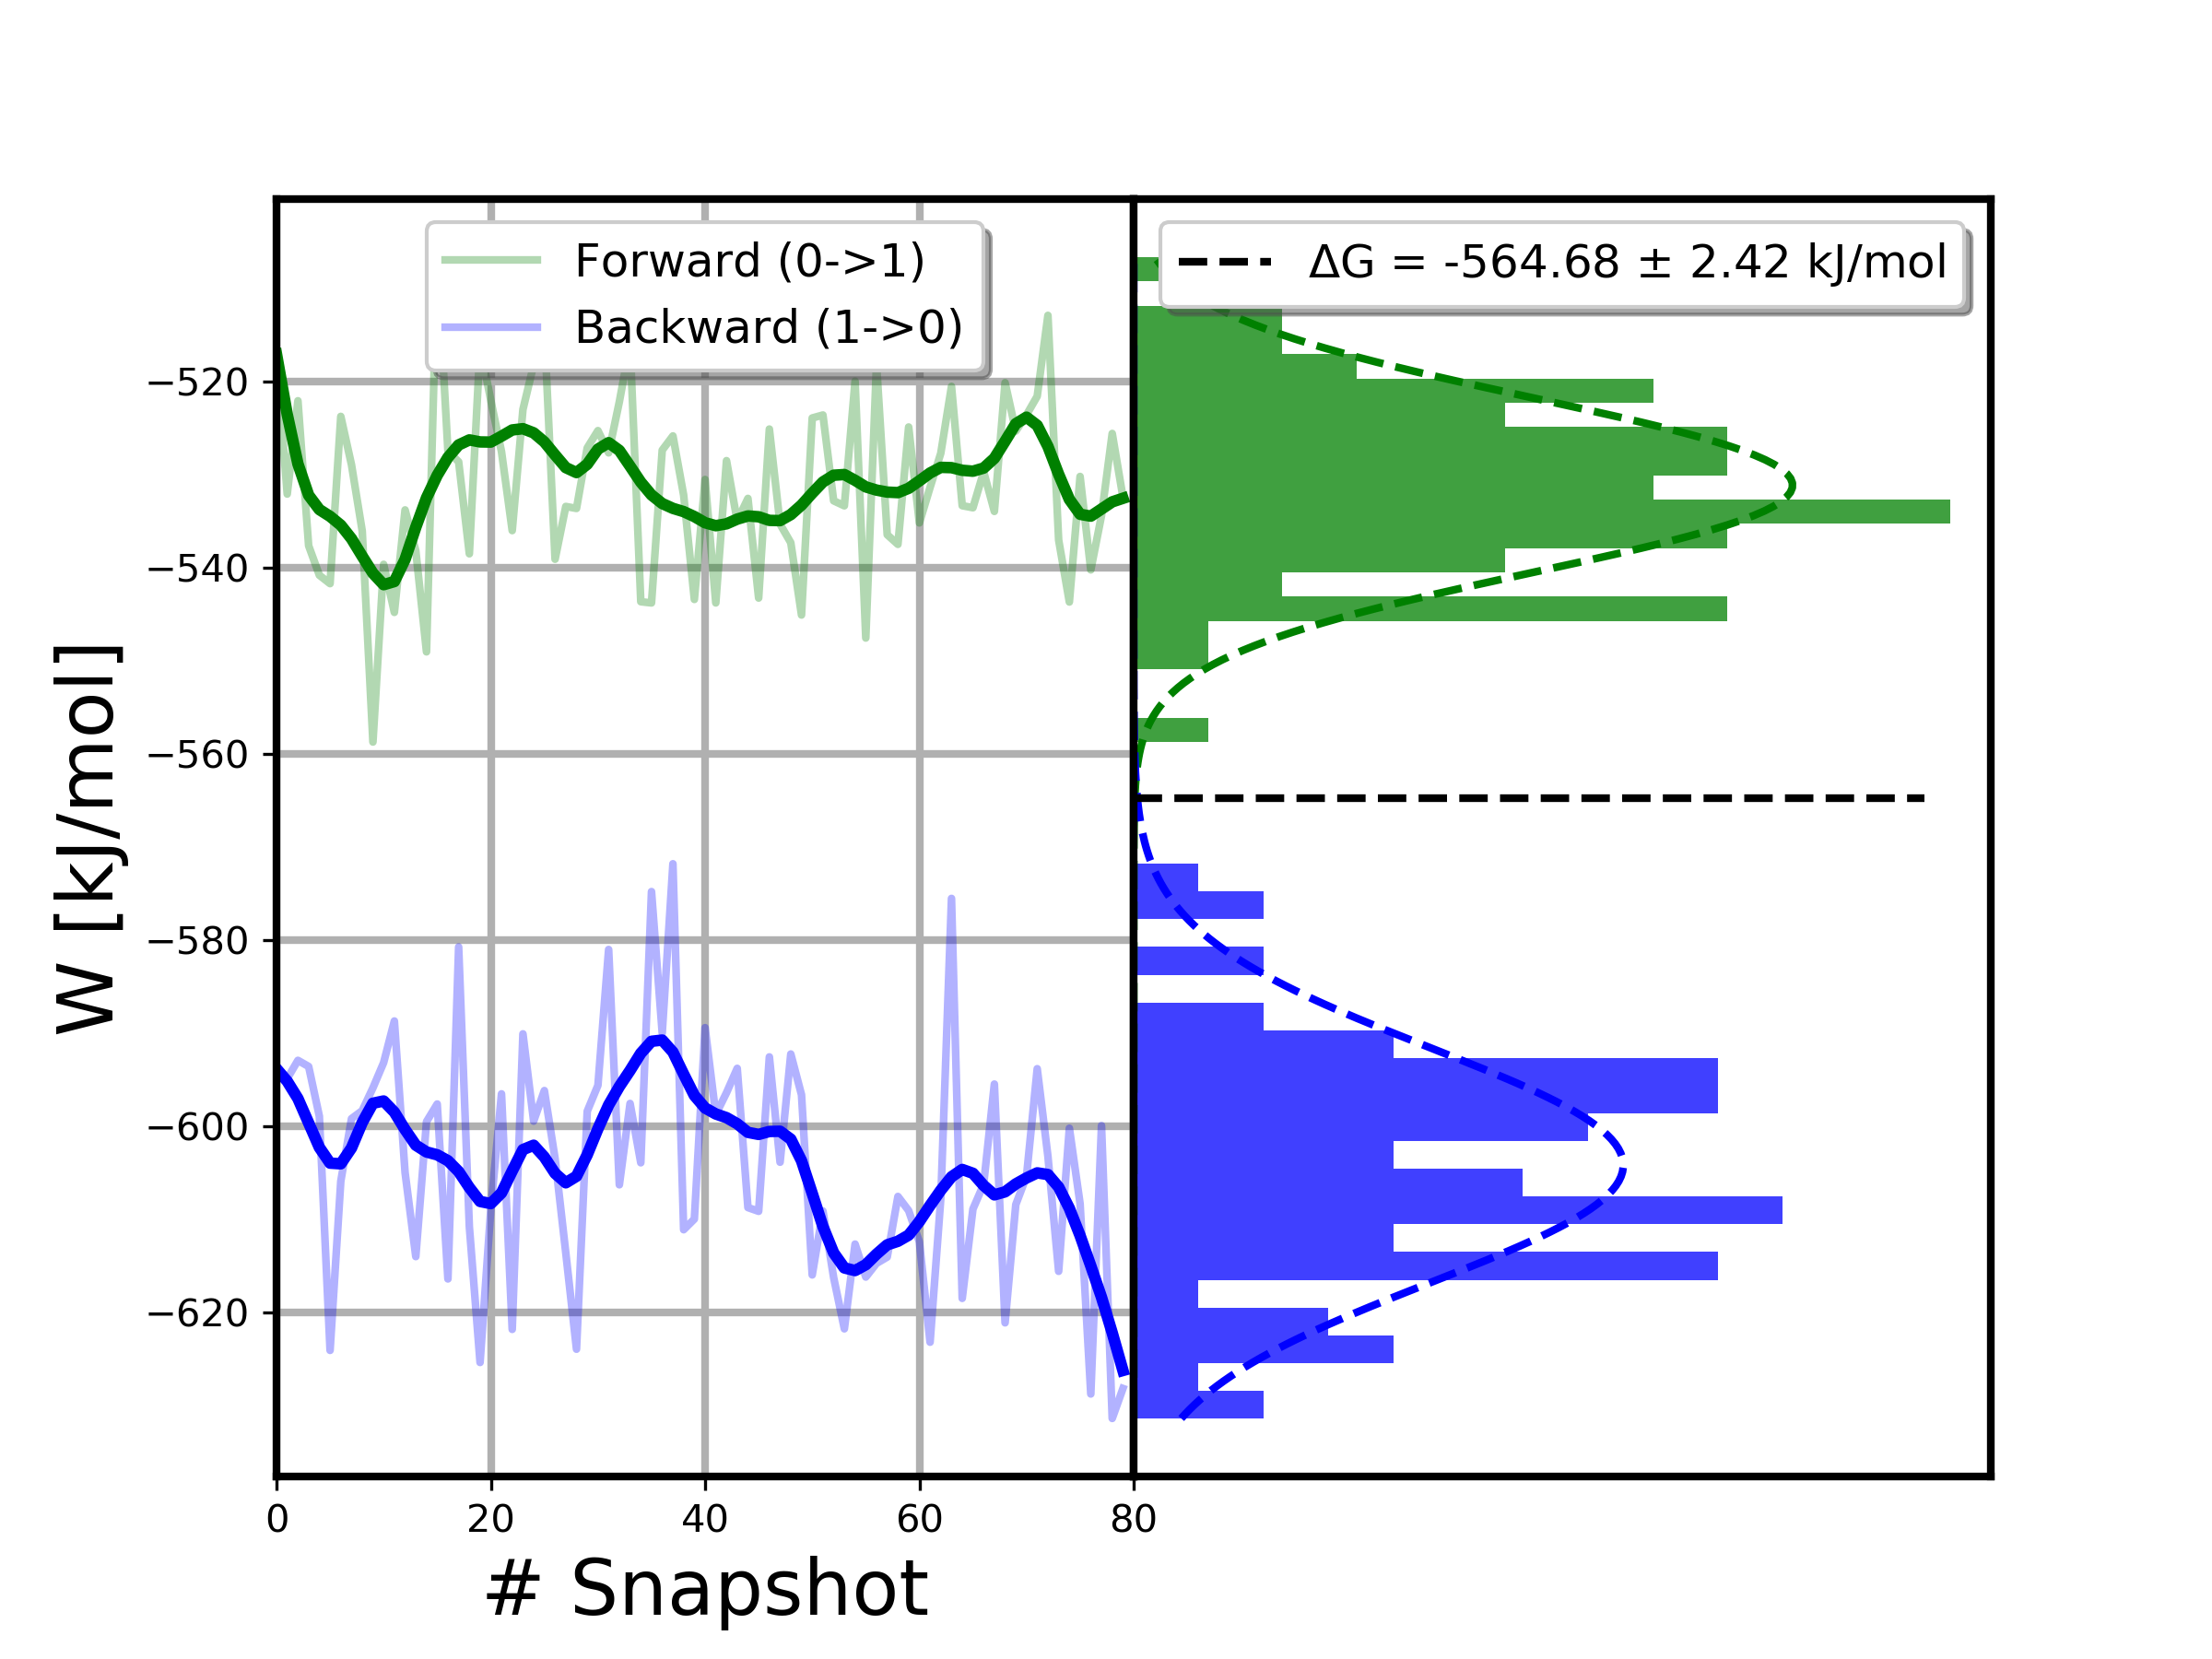 Forward (0->1)
Backward (1->0)
ΔG = -564.68 ± 2.42 kJ/mol
W [kJ/mol]
−520
−540
−560
−580
−600
−620
0 20 40 60 80
# Snapshot